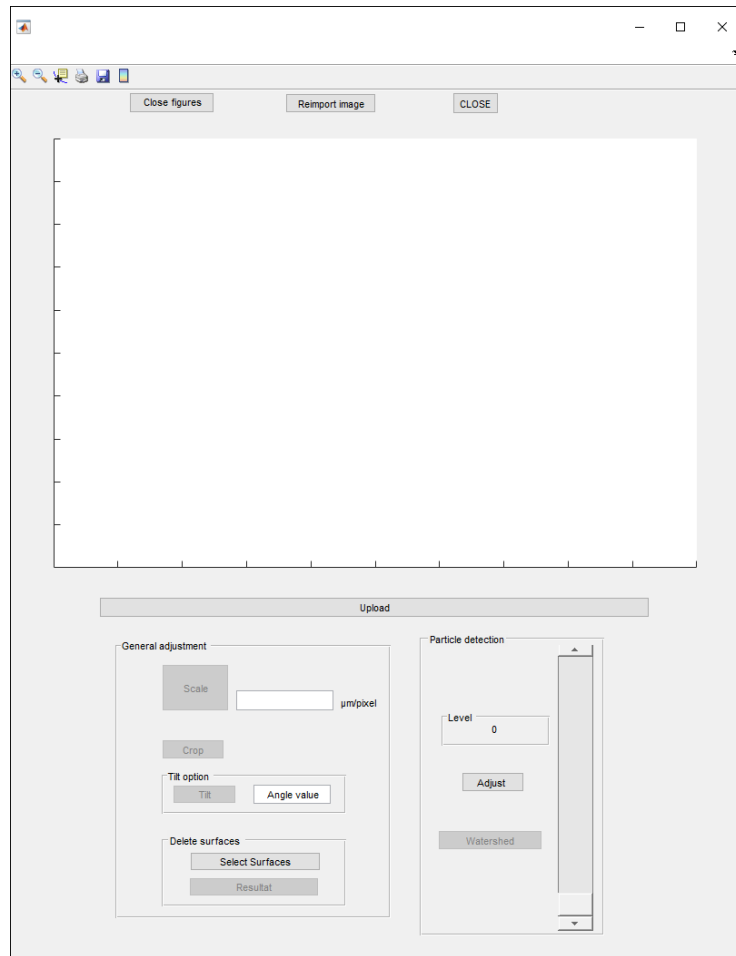 Close figures
Reimport image
CLOSE
Upload
General adjustment
Scale
µm/pixel
Crop
Tilt option
Tilt
Angle value
Delete surfaces
Select Surfaces
Resultat
Particle detection
Level
0
Adjust
Watershed